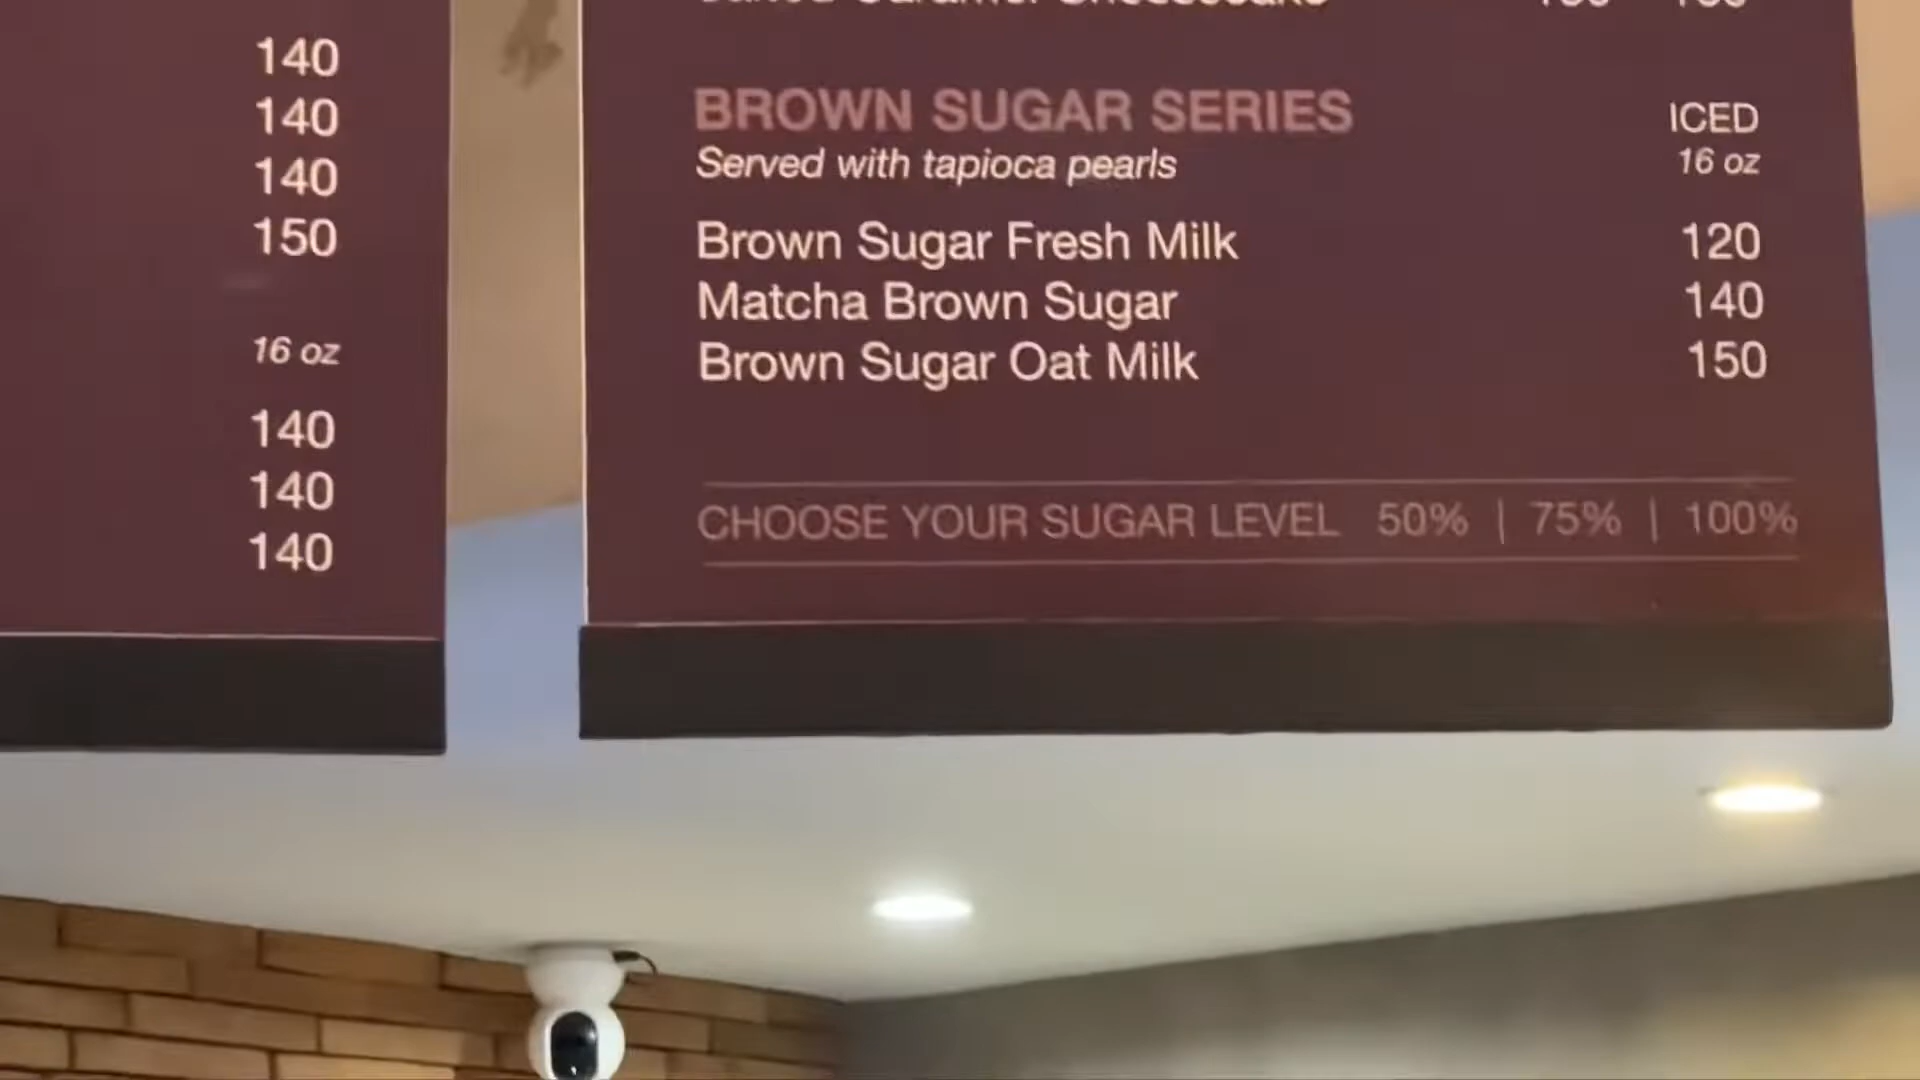 140
140
140
150
16 oz
140
140
140
Caramel Cheesecake
BROWN SUGAR SERIES ICED
Served with tapioca pearls 16 oz
Brown Sugar Fresh Milk 120
Matcha Brown Sugar 140
Brown Sugar Oat Milk 150
CHOOSE YOUR SUGAR LEVEL 50% | 75% | 100%